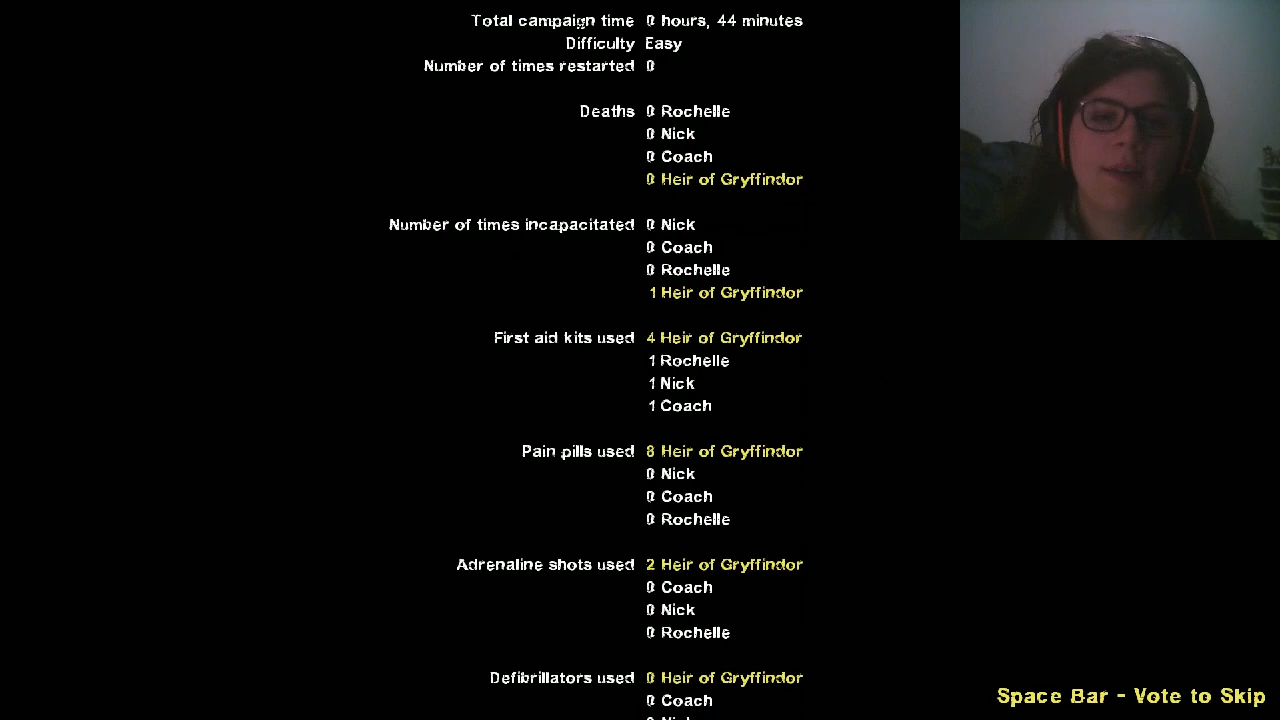 Total campaign time 0 hours, 44 minutes
Difficulty Easy
Number of times restarted 0
Deaths 0 Rochelle
0 Nick
0 Coach
0 Heir of Gryffindor
Number of times incapacitated 0 Nick
0 Coach
0 Rochelle
1 Heir of Gryffindor
First aid kits used 4 Heir of Gryffindor
1 Rochelle
1 Nick
1 Coach
Pain pills used 8 Heir of Gryffindor
0 Nick
0 Coach
0 Rochelle
Adrenaline shots used 2 Heir of Gryffindor
0 Coach
0 Nick
0 Rochelle
Defibrillators used 0 Heir of Gryffindor
0 Coach
Space Bar - Vote to Skip